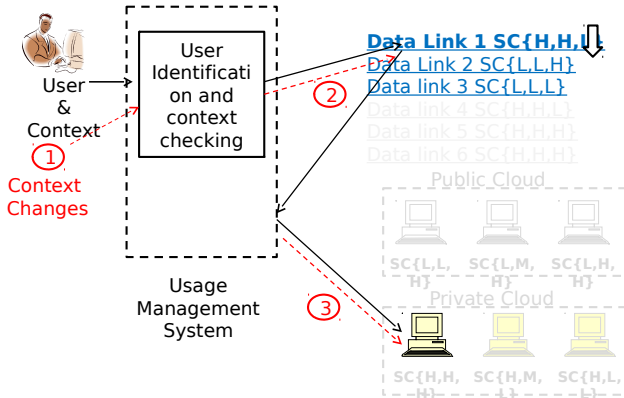 User
Identificati
on and
context
checking
User
&
Context
1
Context
Changes
2
Data Link 1 SC{H,H,L}
Data Link 2 SC{L,L,H}
Data link 3 SC{L,L,L}
Data link 4 SC{H,H,L}
Data link 5 SC{H,H,H}
Data link 6 SC{H,H,H}
Public Cloud
SC{L,L,
H}
SC{L,M,
H}
SC{L,H,
H}
Usage
Management
System
3
Private Cloud
SC{H,H,
H}
SC{H,M,
L}
SC{H,L,
L}